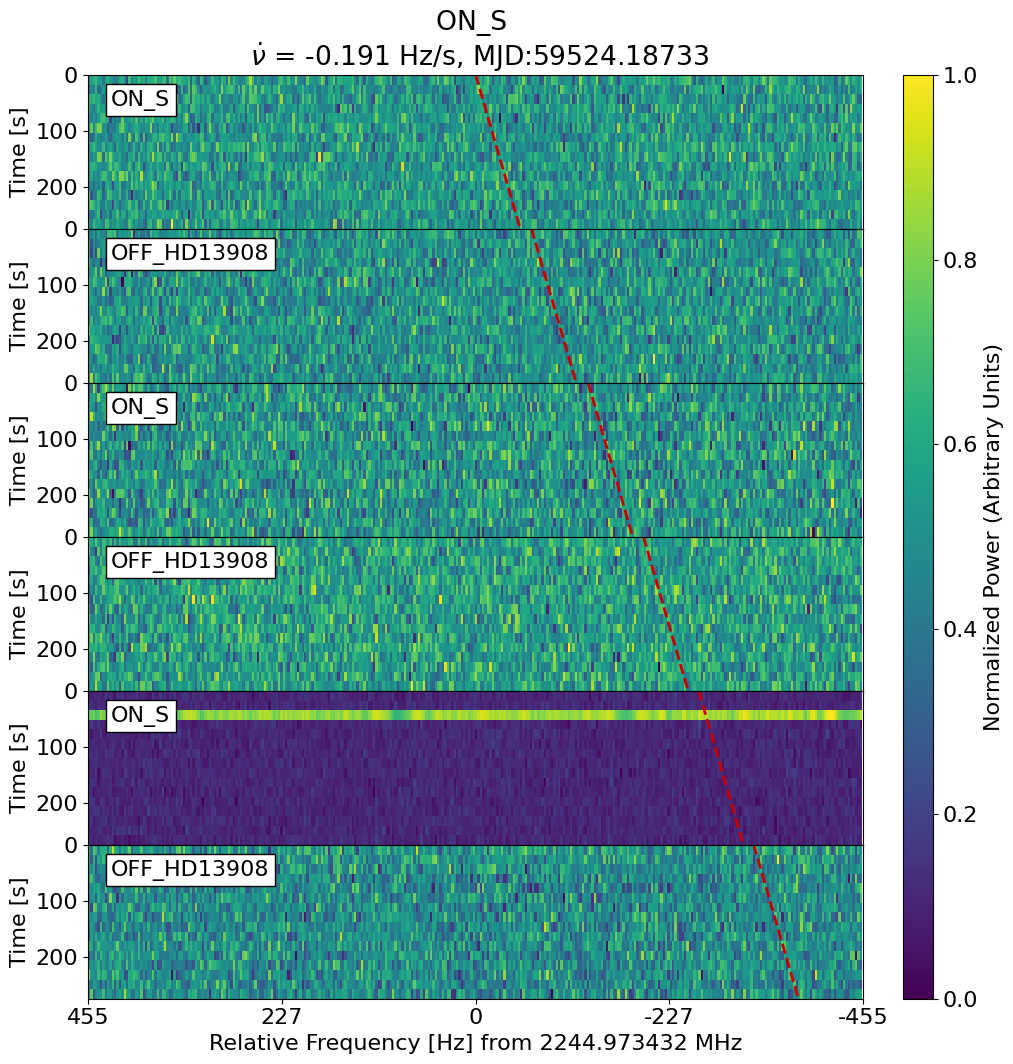 ON_S
ν̇ = -0.191 Hz/s, MJD:59524.18733
0
ON_S
100
200
Time [s]
0
OFF_HD13908
100
200
Time [s]
0
ON_S
100
200
Time [s]
0
OFF_HD13908
100
200
Time [s]
0
ON_S
100
200
Time [s]
0
OFF_HD13908
100
200
Time [s]
455 227 0 -227 -455
Relative Frequency [Hz] from 2244.973432 MHz
1.0
0.8
0.6
0.4
0.2
0.0
Normalized Power (Arbitrary Units)